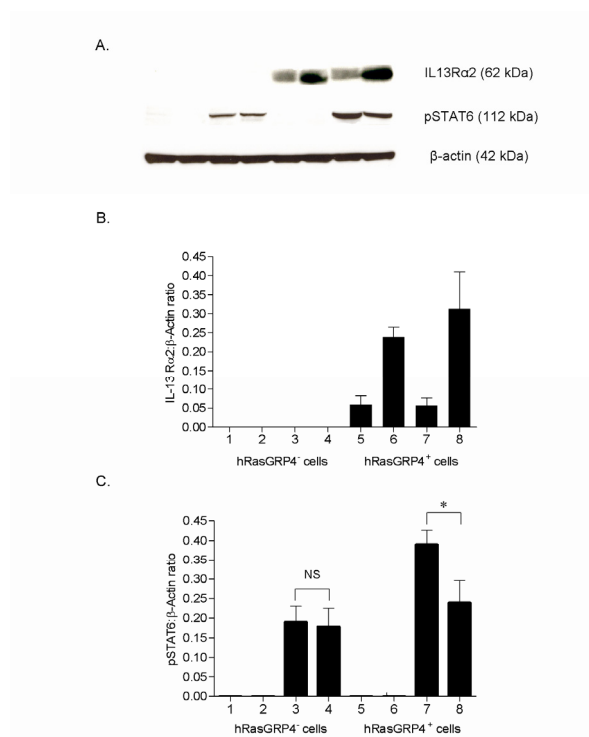 A.
IL13Rα2 (62 kDa)
pSTAT6 (112 kDa)
β-actin (42 kDa)
B.
IL-13 Rα2:β-Actin ratio
0.45
0.40
0.35
0.30
0.25
0.20
0.15
0.10
0.05
0.00
1 2 3 4 5 6 7 8
hRasGRP4⁻ cells hRasGRP4⁺ cells
C.
pSTAT6:β-Actin ratio
0.45
0.40
0.35
0.30
0.25
0.20
0.15
0.10
0.05
0.00
NS
*
1 2 3 4 5 6 7 8
hRasGRP4⁻ cells hRasGRP4⁺ cells